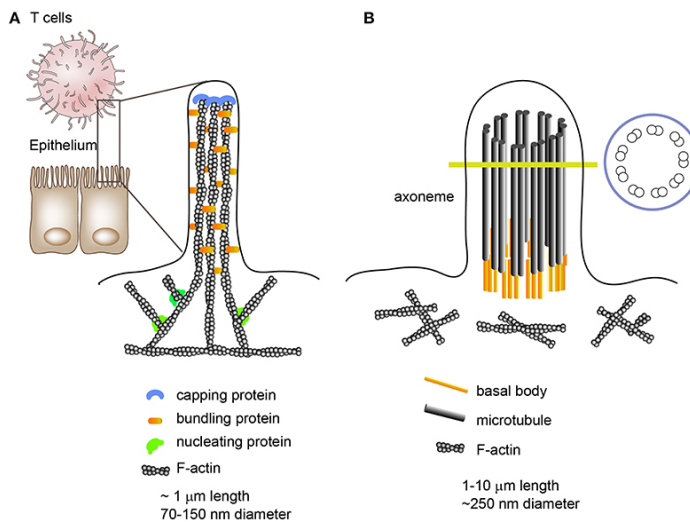 A T cells
Epithelium
capping protein
bundling protein
nucleating protein
F-actin
~ 1 μm length
70-150 nm diameter
B
axoneme
basal body
microtubule
F-actin
1-10 μm length
~250 nm diameter